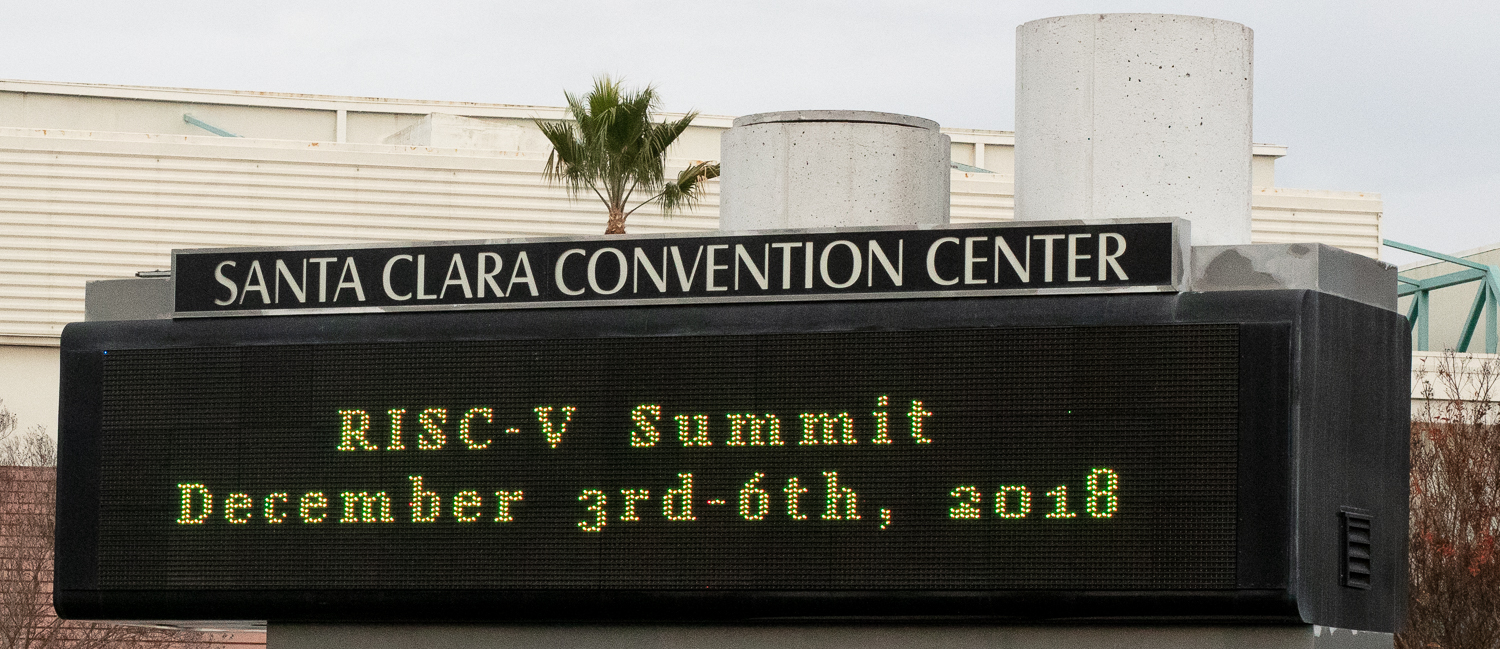 SANTA CLARA CONVENTION CENTER
RISC-V Summit
December 3rd-6th, 2018